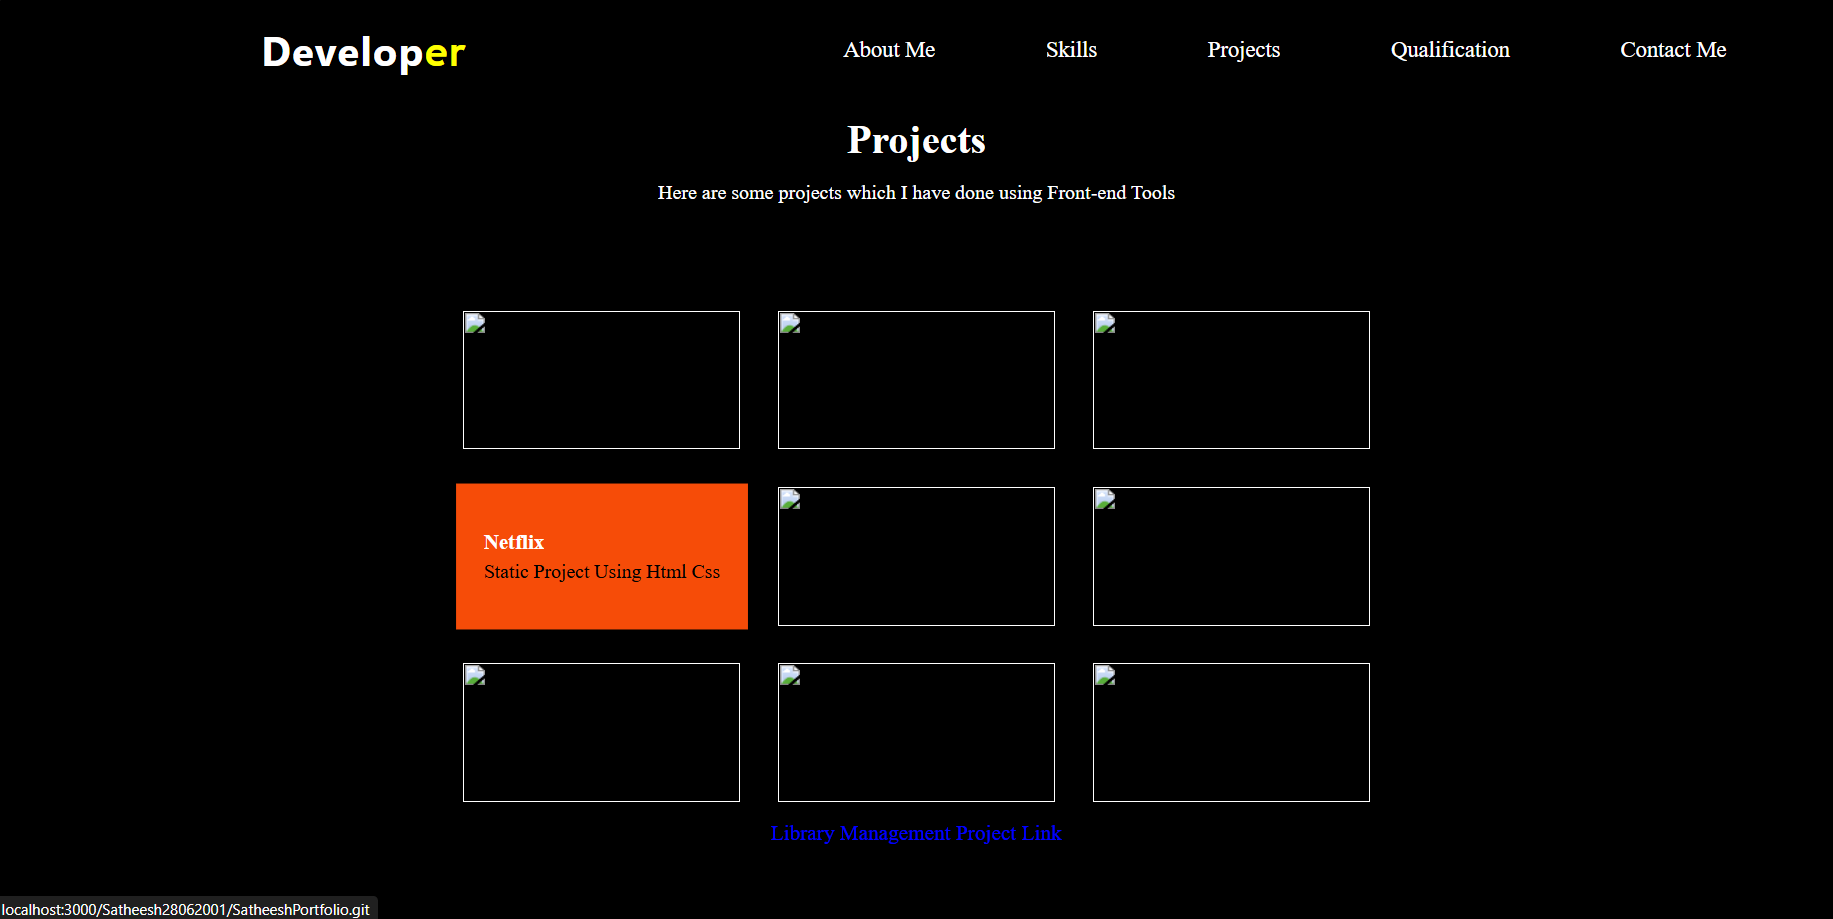 Developer
About Me Skills Projects Qualification Contact Me
Projects
Here are some projects which I have done using Front-end Tools
Netflix
Static Project Using Html Css
Library Management Project Link
localhost:3000/Satheesh28062001/SatheeshPortfolio.git